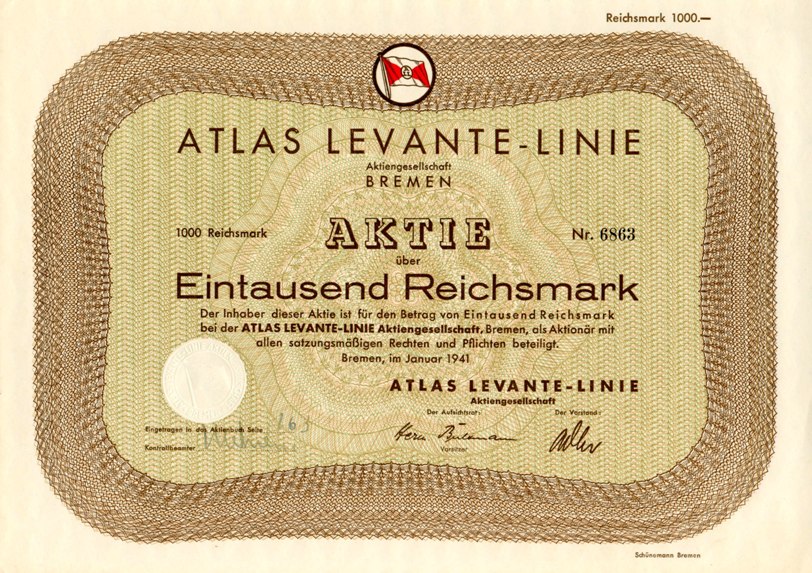 Reichsmark 1000.—
ATLAS LEVANTE-LINIE
Aktiengesellschaft
BREMEN
1000 Reichsmark
AKTIE
Nr. 6863
über
Eintausend Reichsmark
Der Inhaber dieser Aktie ist für den Betrag von Eintausend Reichsmark
bei der ATLAS LEVANTE-LINIE Aktiengesellschaft, Bremen, als Aktionär mit
allen satzungsmäßigen Rechten und Pflichten beteiligt.
Bremen, im Januar 1941
ATLAS LEVANTE-LINIE
Aktiengesellschaft
Der Aufsichtsrat:
Der Vorstand:
Eingetragen in das Aktienbuch Seite
Vorsitzer
Kontrollbeamter
Schünemann Bremen